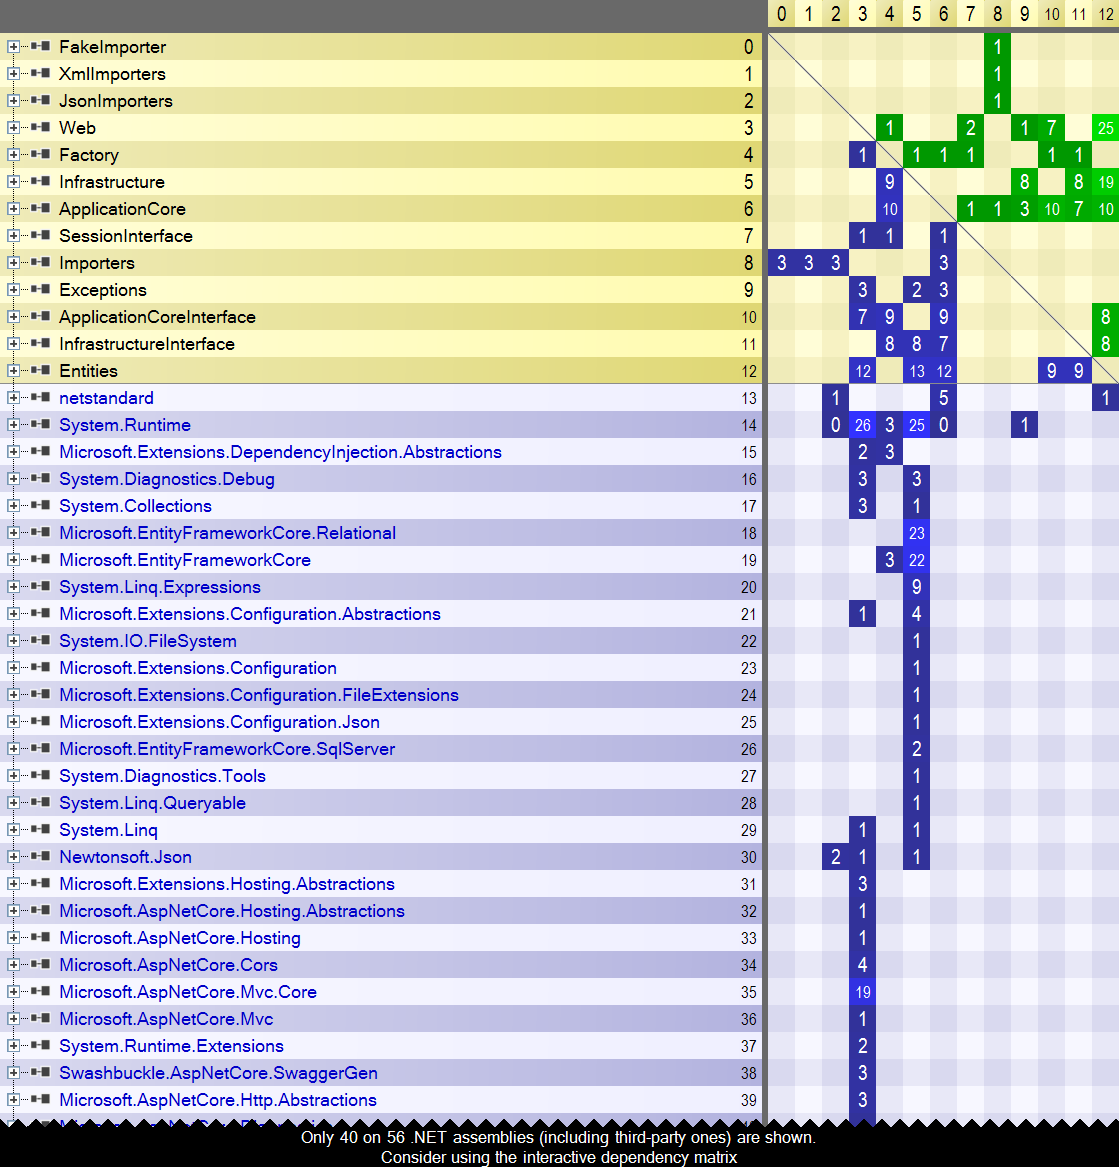 0 1 2 3 4 5 6 7 8 9 10 11 12
FakeImporter 0 1
XmlImporters 1 1
JsonImporters 2 1
Web 3 1 2 1 7 25
Factory 4 1 1 1 1 1 1
Infrastructure 5 9 8 8 19
ApplicationCore 6 10 1 1 3 10 7 10
SessionInterface 7 1 1 1
Importers 8 3 3 3 3
Exceptions 9 3 2 3
ApplicationCoreInterface 10 7 9 9 8
InfrastructureInterface 11 8 8 7 8
Entities 12 12 13 12 9 9
netstandard 13 1 5 1
System.Runtime 14 0 26 3 25 0 1
Microsoft.Extensions.DependencyInjection.Abstractions 15 2 3
System.Diagnostics.Debug 16 3 3
System.Collections 17 3 1
Microsoft.EntityFrameworkCore.Relational 18 23
Microsoft.EntityFrameworkCore 19 3 22
System.Linq.Expressions 20 9
Microsoft.Extensions.Configuration.Abstractions 21 1 4
System.IO.FileSystem 22 1
Microsoft.Extensions.Configuration 23 1
Microsoft.Extensions.Configuration.FileExtensions 24 1
Microsoft.Extensions.Configuration.Json 25 1
Microsoft.EntityFrameworkCore.SqlServer 26 2
System.Diagnostics.Tools 27 1
System.Linq.Queryable 28 1
System.Linq 29 1 1
Newtonsoft.Json 30 2 1 1
Microsoft.Extensions.Hosting.Abstractions 31 3
Microsoft.AspNetCore.Hosting.Abstractions 32 1
Microsoft.AspNetCore.Hosting 33 1
Microsoft.AspNetCore.Cors 34 4
Microsoft.AspNetCore.Mvc.Core 35 19
Microsoft.AspNetCore.Mvc 36 1
System.Runtime.Extensions 37 2
Swashbuckle.AspNetCore.SwaggerGen 38 3
Microsoft.AspNetCore.Http.Abstractions 39 3
Only 40 on 56 .NET assemblies (including third-party ones) are shown.
Consider using the interactive dependency matrix